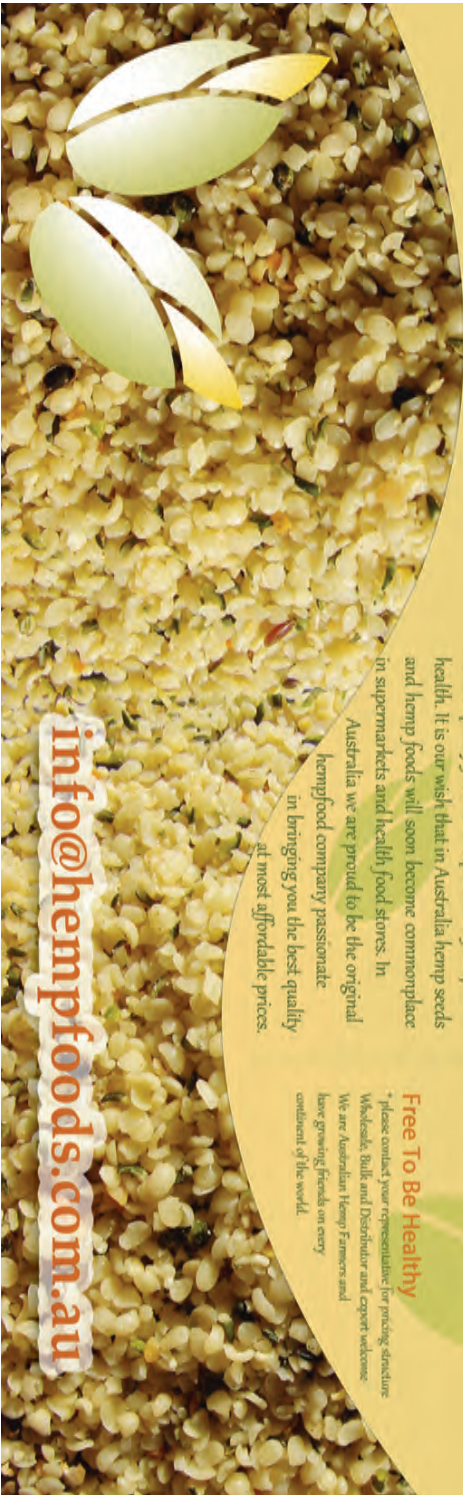 health. It is our wish that in Australia hemp seeds
and hemp foods will soon become commonplace
in supermarkets and health food stores. In
Australia we are proud to be the original
hempfood company passionate
in bringing you the best quality
at most affordable prices.
Free To Be Healthy
* please contact your representative for pricing structure
Wholesale, Bulk and Distributor and export welcome
We are Australian Hemp Farmers and
have growing friends on every
continent of the world.
info@hempfoods.com.au